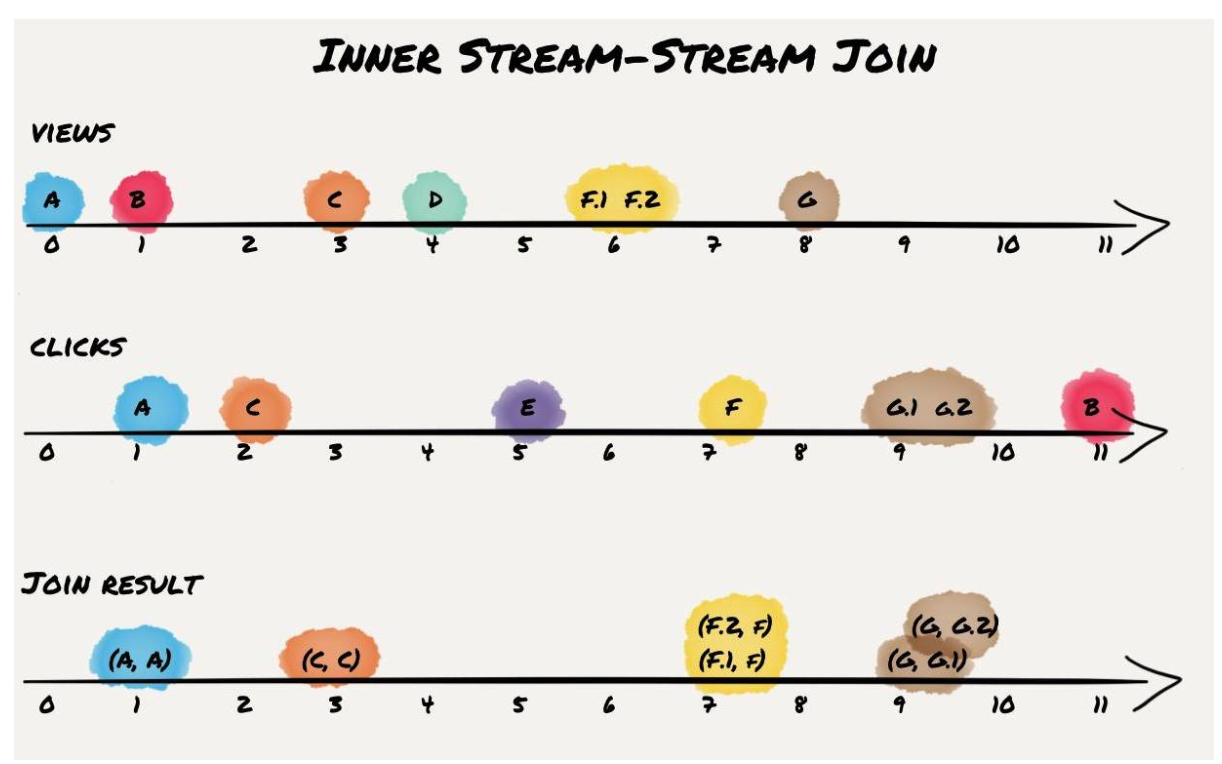 INNER STREAM-STREAM JOIN
VIEWS
A B C D F.1 F.2 G
0 1 2 3 4 5 6 7 8 9 10 11
CLICKS
A C E F G.1 G.2 B
0 1 2 3 4 5 6 7 8 9 10 11
JOIN RESULT
(F.2, F) (G, G.2)
(A, A) (C, C) (F.1, F) (G, G.1)
0 1 2 3 4 5 6 7 8 9 10 11